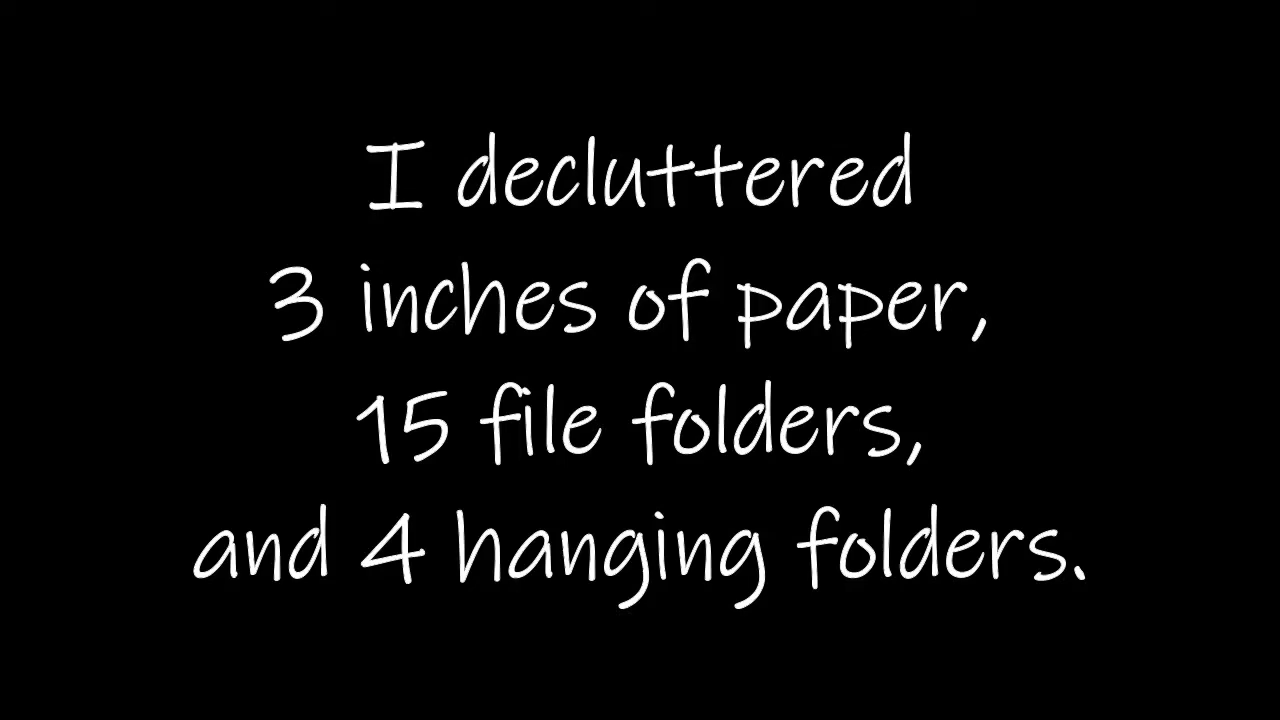 I decluttered
3 inches of paper,
15 file folders,
and 4 hanging folders.